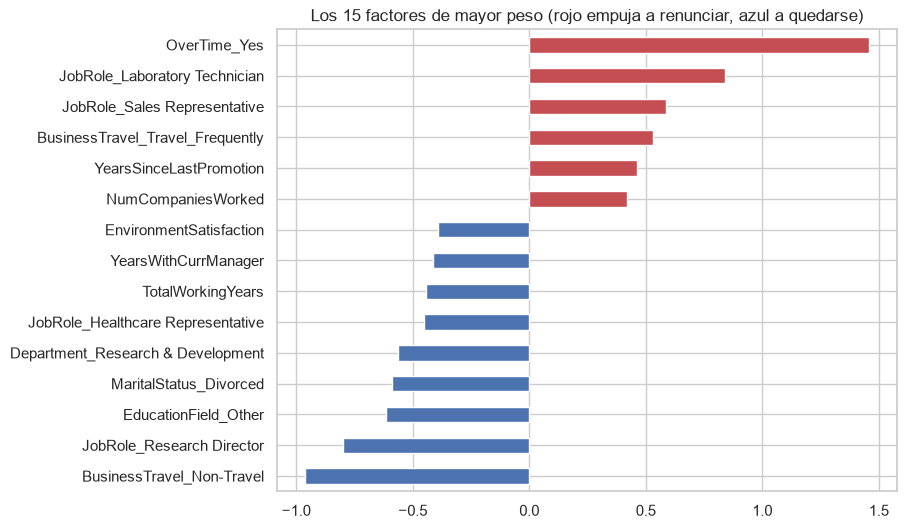 Los 15 factores de mayor peso (rojo empuja a renunciar, azul a quedarse)
OverTime_Yes
JobRole_Laboratory Technician
JobRole_Sales Representative
BusinessTravel_Travel_Frequently
YearsSinceLastPromotion
NumCompaniesWorked
EnvironmentSatisfaction
YearsWithCurrManager
TotalWorkingYears
JobRole_Healthcare Representative
Department_Research & Development
MaritalStatus_Divorced
EducationField_Other
JobRole_Research Director
BusinessTravel_Non-Travel
−1.0 −0.5 0.0 0.5 1.0 1.5